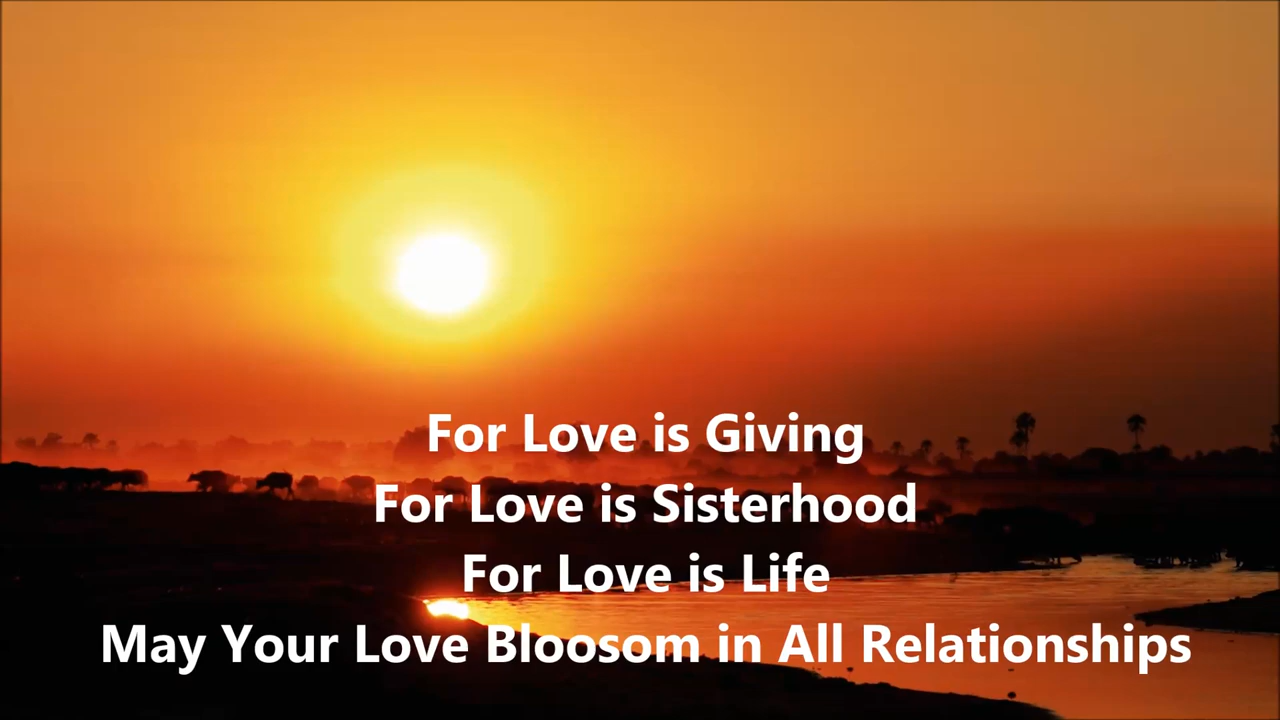 For Love is Giving
For Love is Sisterhood
For Love is Life
May Your Love Bloosom in All Relationships